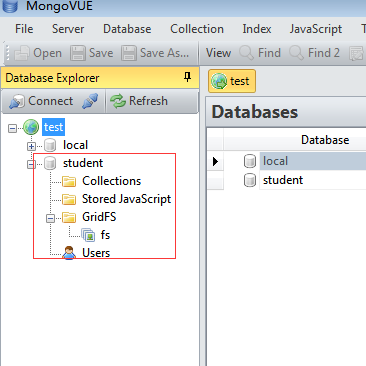 MongoVUE
File Server Database Collection Index JavaScript T
Open Save Save As... View Find Find 2
Database Explorer
Connect Refresh
test
local
student
Collections
Stored JavaScript
GridFS
fs
Users
test
Databases
Database
local
student